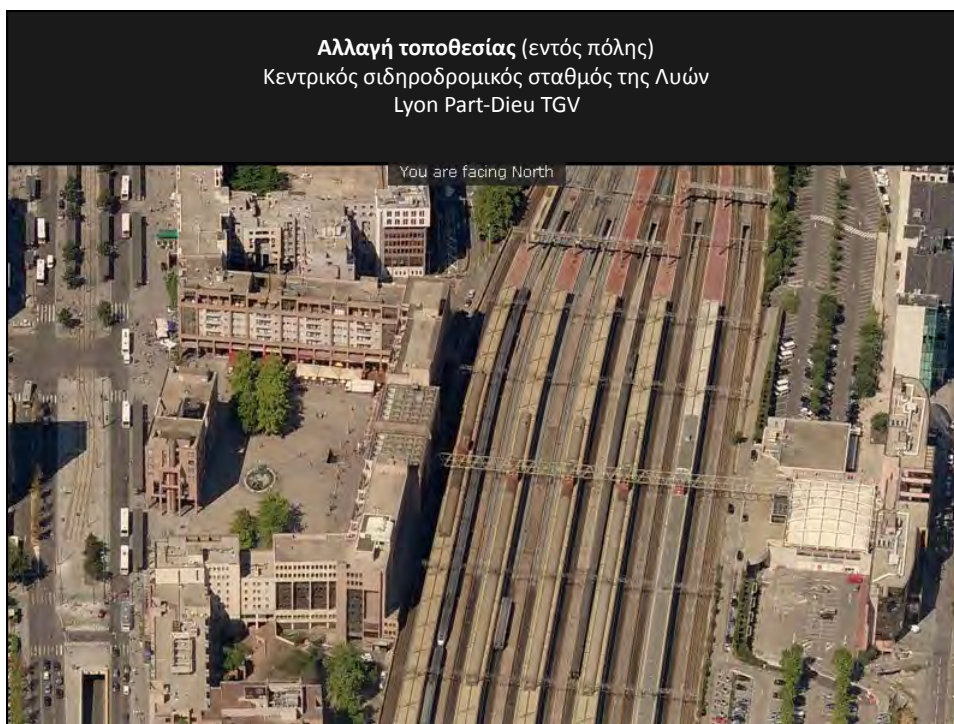 Αλλαγή τοποθεσίας (εντός πόλης)
Κεντρικός σιδηροδρομικός σταθμός της Λυών
Lyon Part-Dieu TGV
You are facing North